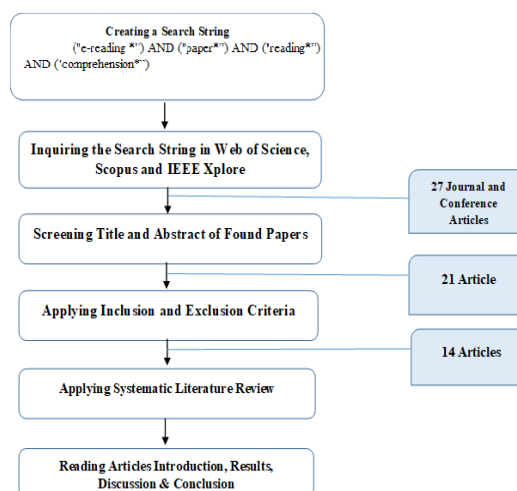 Creating a Search String
("e-reading *") AND ("paper*") AND ("reading*")
AND ("comprehension*")
Inquiring the Search String in Web of Science,
Scopus and IEEE Xplore
27 Journal and
Conference
Articles
Screening Title and Abstract of Found Papers
21 Article
Applying Inclusion and Exclusion Criteria
14 Articles
Applying Systematic Literature Review
Reading Articles Introduction, Results,
Discussion & Conclusion